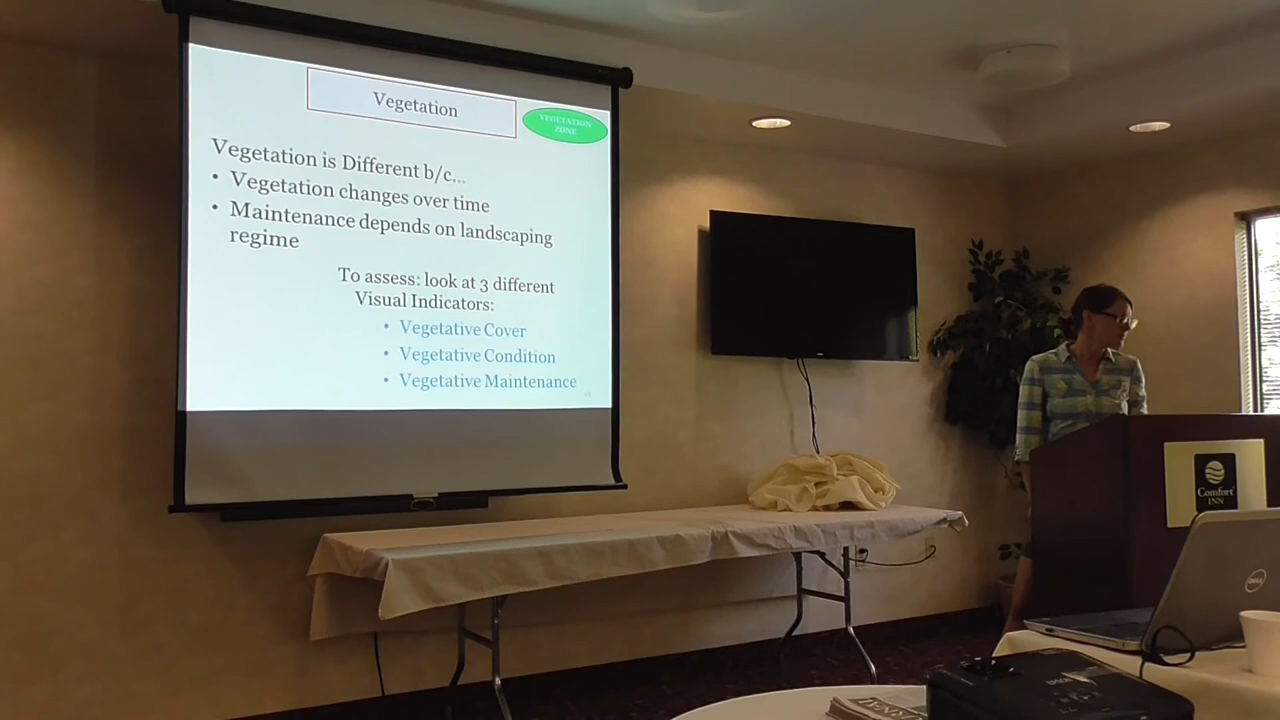 Vegetation
VEGETATION
ZONE
Vegetation is Different b/c...
• Vegetation changes over time
• Maintenance depends on landscaping
regime
To assess: look at 3 different
Visual Indicators:
• Vegetative Cover
• Vegetative Condition
• Vegetative Maintenance
Comfort
INN
DELL
EPSON